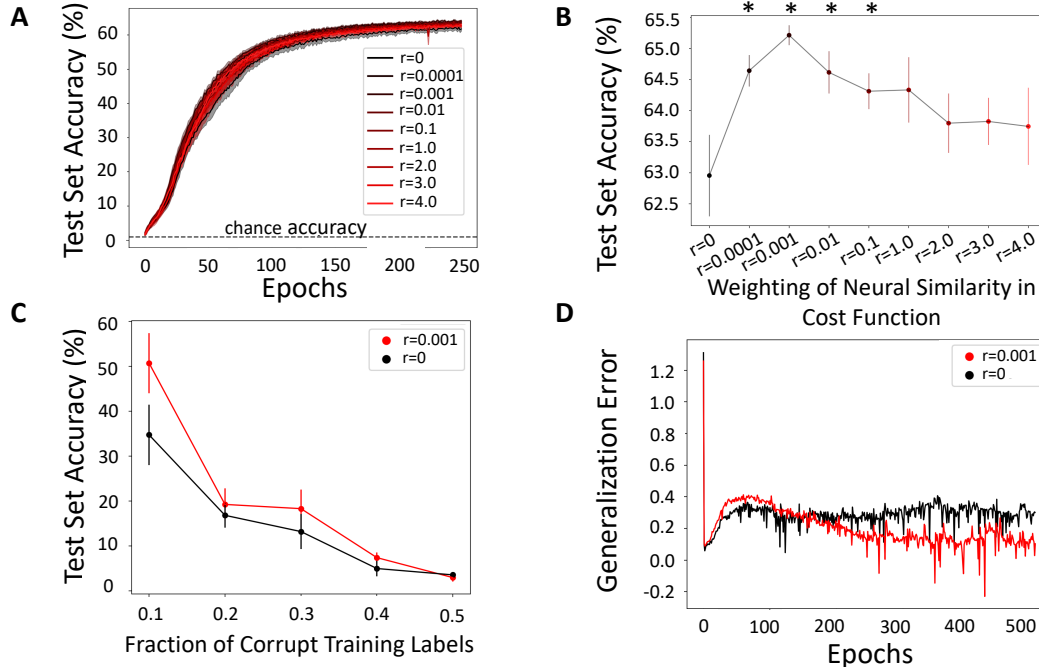 A
Test Set Accuracy (%)
60
50
40
30
20
10
0
r=0
r=0.0001
r=0.001
r=0.01
r=0.1
r=1.0
r=2.0
r=3.0
r=4.0
chance accuracy
0 50 100 150 200 250
Epochs
B
* * * *
Test Set Accuracy (%)
65.5
65.0
64.5
64.0
63.5
63.0
62.5
r=0 r=0.0001 r=0.001 r=0.01 r=0.1 r=1.0 r=2.0 r=3.0 r=4.0
Weighting of Neural Similarity in
Cost Function
C
Test Set Accuracy (%)
60
50
40
30
20
10
0
r=0.001
r=0
0.1 0.2 0.3 0.4 0.5
Fraction of Corrupt Training Labels
D
Generalization Error
1.2
1.0
0.8
0.6
0.4
0.2
0.0
-0.2
r=0.001
r=0
0 100 200 300 400 500
Epochs